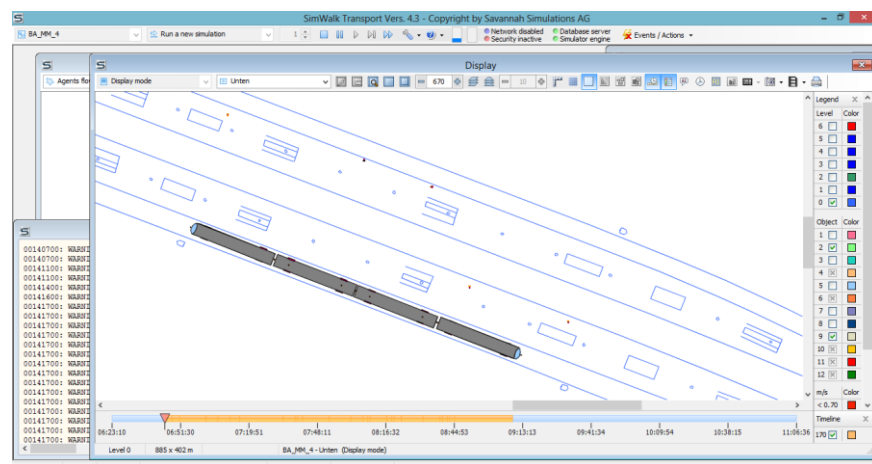 SimWalk Transport Vers. 4.3 - Copyright by Savannah Simulations AG
BA_MM_4
Run a new simulation
1
Network disabled
Security inactive
Database server
Simulator engine
Events / Actions
Agents flo
Display
Display mode
Unten
670
10
Legend
Level Color
6
5
4
3
2
1
0
Object Color
1
2
3
4
5
6
7
8
9
10
11
12
m/s Color
< 0.70
Timeline
170
00140700: WARNI
00140700: WARNI
00141100: WARNI
00141100: WARNI
00141400: WARNI
00141600: WARNI
00141700: WARNI
00141700: WARNI
00141700: WARNI
00141700: WARNI
00141700: WARNI
00141700: WARNI
00141700: WARNI
00141700: WARNI
00141700: WARNI
00141700: WARNI
00141700: WARNI
00141700: WARNI
00141700: WARNI
06:23:10 06:51:30 07:19:51 07:48:11 08:16:32 08:44:53 09:13:13 09:41:34 10:09:54 10:38:15 11:06:36
Level 0 885 x 402 m BA_MM_4 - Unten (Display mode)